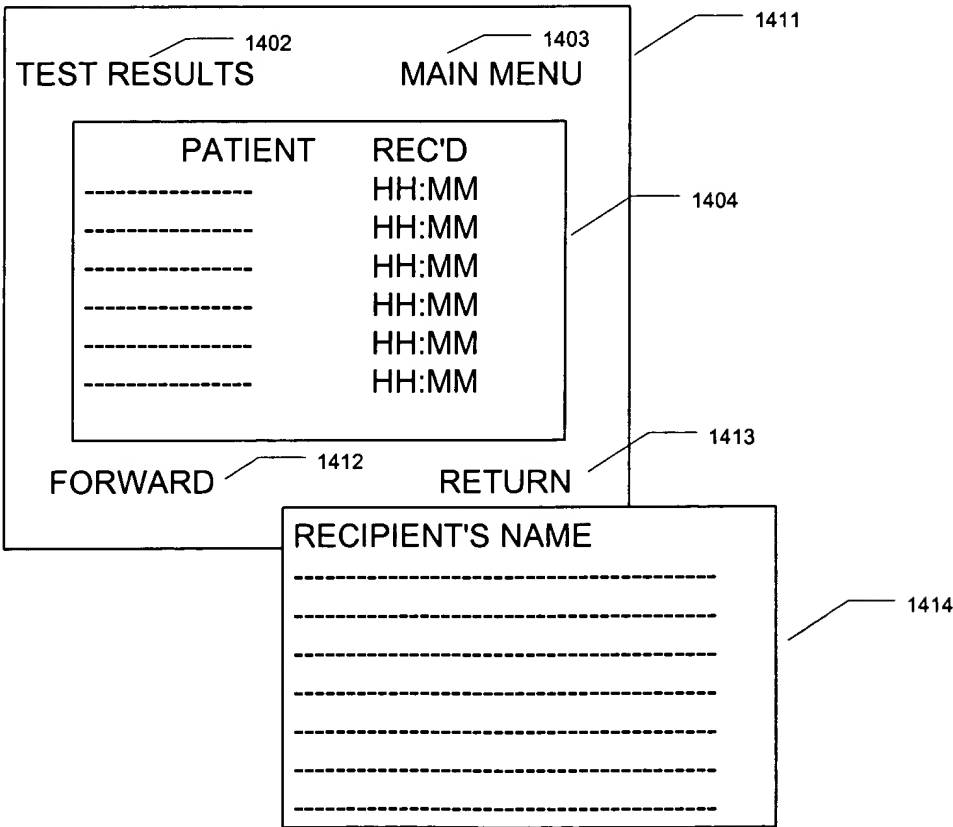 1411
1402
1403
TEST RESULTS MAIN MENU
PATIENT REC'D
--------------- HH:MM
1404
--------------- HH:MM
--------------- HH:MM
--------------- HH:MM
--------------- HH:MM
--------------- HH:MM
1413
1412
FORWARD RETURN
RECIPIENT'S NAME
1414